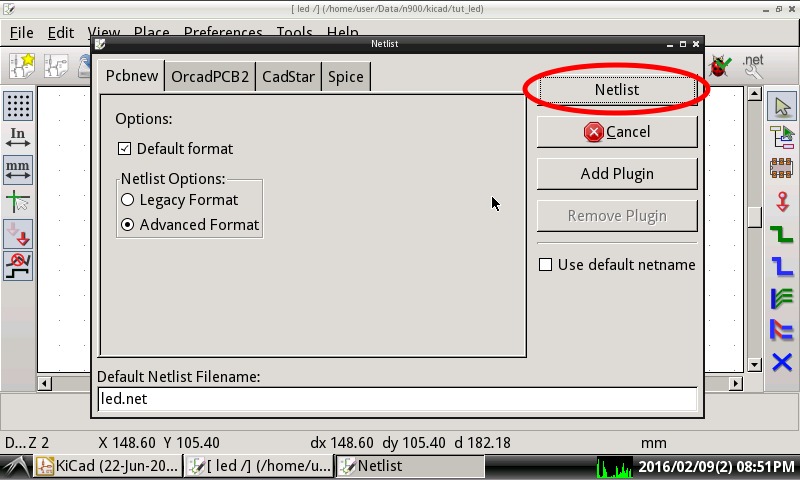 [ led /] (/home/user/Data/n900/kicad/tut_led)
File Edit View Place Preferences Tools Help
Netlist
Pcbnew OrcadPCB2 CadStar Spice
Netlist
.net
Options:
In
Cancel
Default format
mm
Add Plugin
Netlist Options:
Legacy Format
Remove Plugin
Advanced Format
Use default netname
Default Netlist Filename:
led.net
D...Z 2 X 148.60 Y 105.40 dx 148.60 dy 105.40 d 182.18 mm
KiCad (22-Jun-20... [ led /] (/home/u... Netlist 2016/02/09(2) 08:51PM